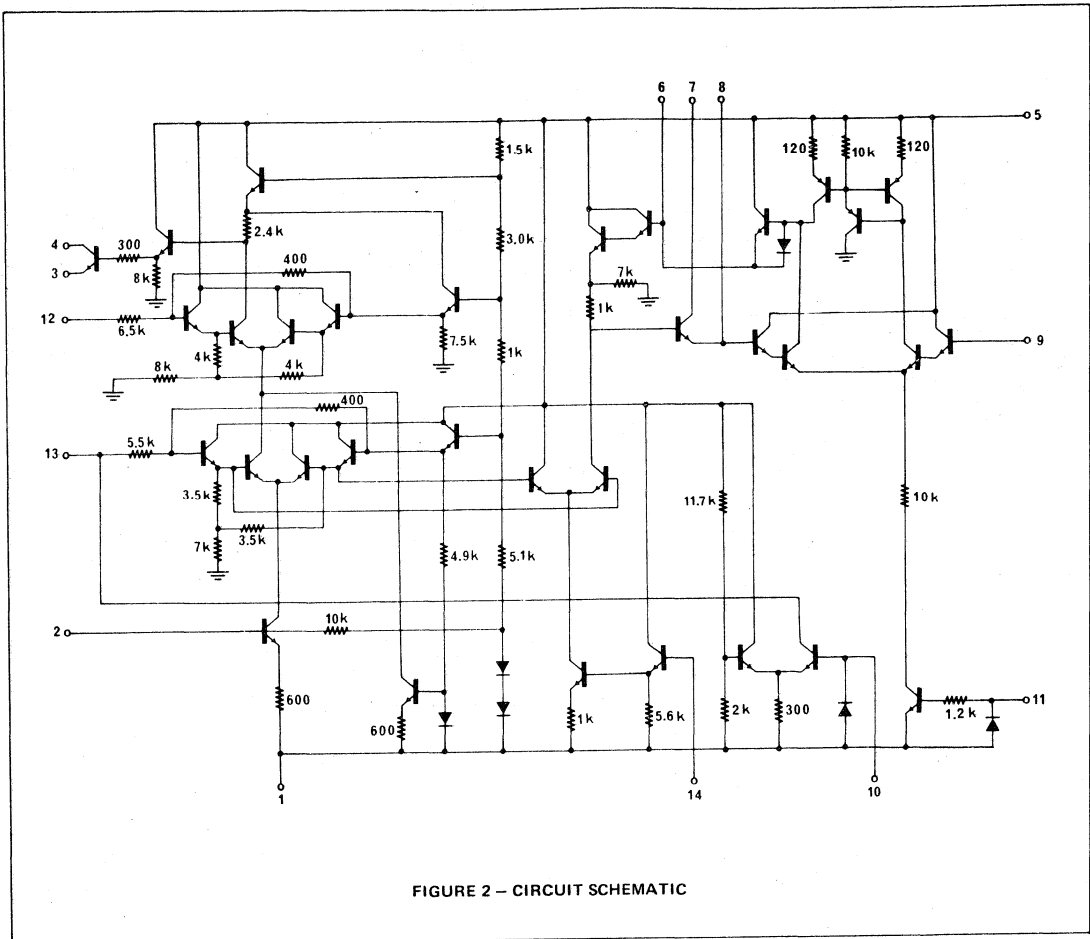 6 7 8
5
1.5k
120 10k 120
2.4k
3.0k
4 300
3
8k
400
7k
1k
12 6.5k
7.5k
9
4k
1k
8k 4k
400
13 5.5k
3.5k
11.7k
10k
7k 3.5k
4.9k 5.1k
10k
2
600
600
1k
5.6k
2k
300
1.2k
11
1
14
10
FIGURE 2 – CIRCUIT SCHEMATIC